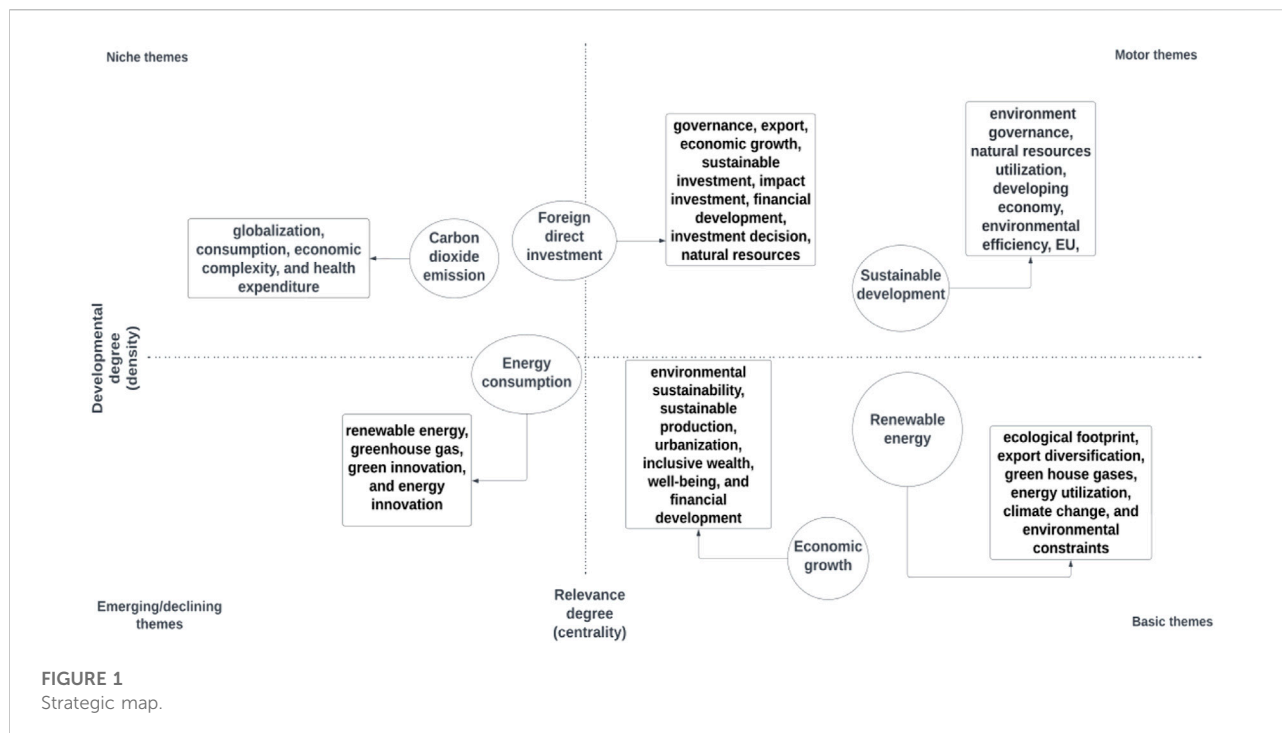 Niche themes
Motor themes
governance, export,
economic growth,
sustainable
investment, impact
investment, financial
development,
investment decision,
natural resources
environment
governance,
natural resources
utilization,
developing
economy,
environmental
efficiency, EU,
globalization,
consumption, economic
complexity, and health
expenditure
Carbon
dioxide
emission
Foreign
direct
investment
Sustainable
development
Developmental
degree
(density)
Energy
consumption
renewable energy,
greenhouse gas,
green innovation,
and energy
innovation
environmental
sustainability,
sustainable
production,
urbanization,
inclusive wealth,
well-being, and
financial
development
Renewable
energy
ecological footprint,
export diversification,
green house gases,
energy utilization,
climate change, and
environmental
constraints
Economic
growth
Emerging/declining
themes
Relevance
degree
(centrality)
Basic themes
FIGURE 1
Strategic map.